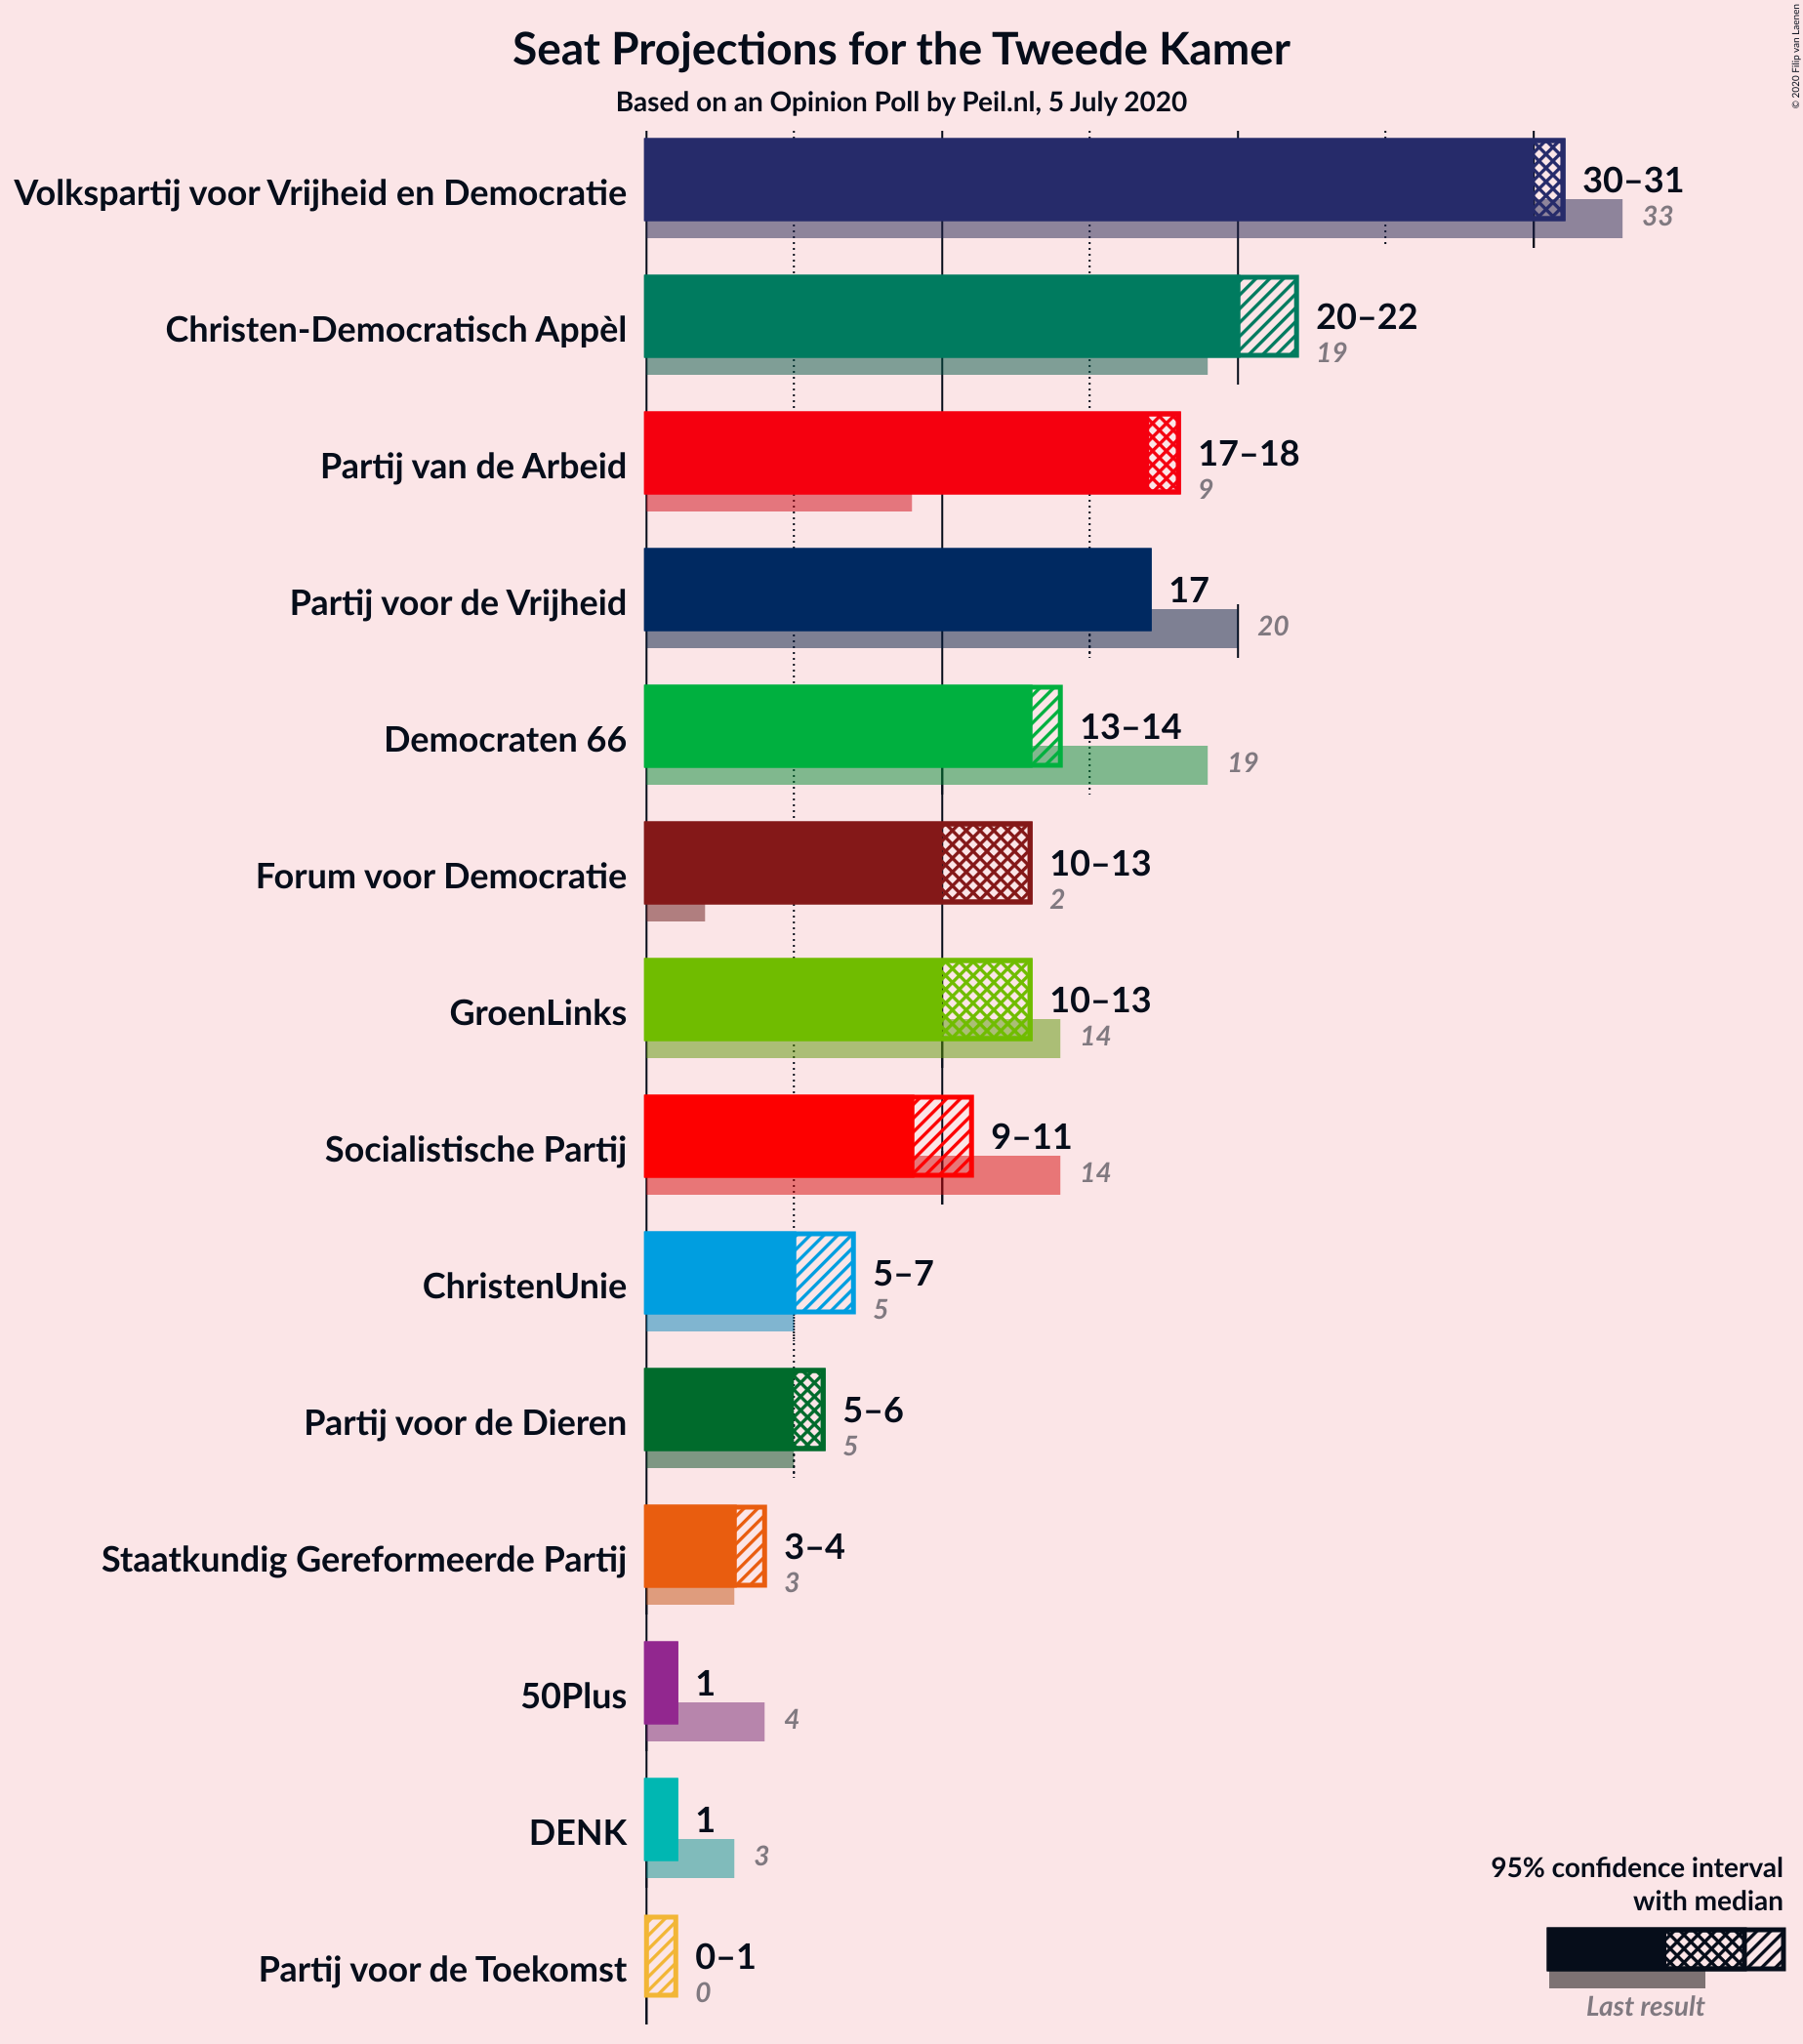 Seat Projections for the Tweede Kamer
Based on an Opinion Poll by Peil.nl, 5 July 2020
© 2020 Filip van Laenen
Volkspartij voor Vrijheid en Democratie
30–31
33
Christen-Democratisch Appèl
20–22
19
Partij van de Arbeid
17–18
9
Partij voor de Vrijheid
17
20
Democraten 66
13–14
19
Forum voor Democratie
10–13
2
GroenLinks
10–13
14
Socialistische Partij
9–11
14
ChristenUnie
5–7
5
Partij voor de Dieren
5–6
5
Staatkundig Gereformeerde Partij
3–4
3
50Plus
1
4
DENK
1
3
Partij voor de Toekomst
0–1
0
95% confidence interval
with median
Last result